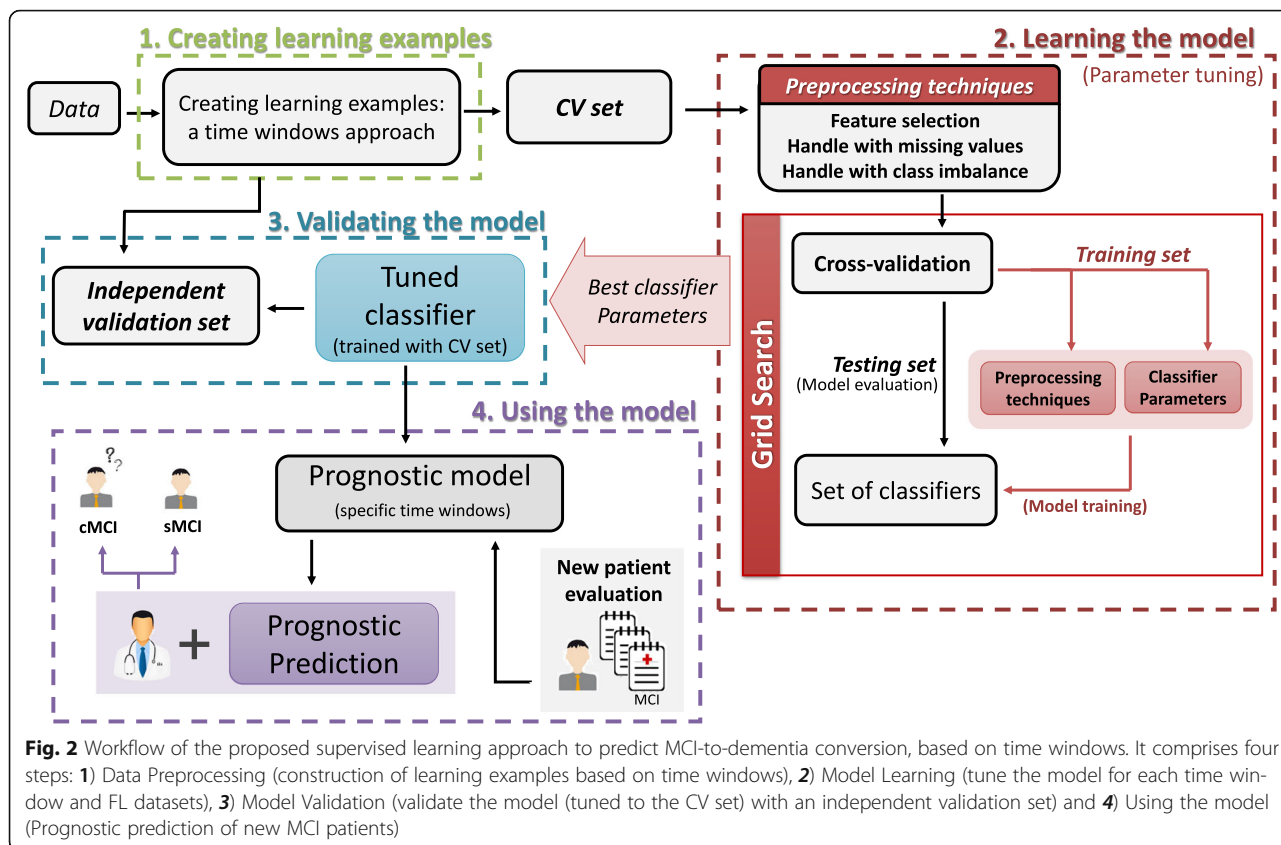 1. Creating learning examples
Data
Creating learning examples:
a time windows approach
CV set
2. Learning the model
(Parameter tuning)
Preprocessing techniques
Feature selection
Handle with missing values
Handle with class imbalance
Grid Search
Cross-validation
Training set
Testing set
(Model evaluation)
Preprocessing
techniques
Classifier
Parameters
Set of classifiers
(Model training)
Best classifier
Parameters
3. Validating the model
Independent
validation set
Tuned
classifier
(trained with CV set)
4. Using the model
Prognostic model
(specific time windows)
? ?
cMCI
sMCI
+
Prognostic
Prediction
New patient
evaluation
MCI
Fig. 2 Workflow of the proposed supervised learning approach to predict MCI-to-dementia conversion, based on time windows. It comprises four
steps: 1) Data Preprocessing (construction of learning examples based on time windows), 2) Model Learning (tune the model for each time win-
dow and FL datasets), 3) Model Validation (validate the model (tuned to the CV set) with an independent validation set) and 4) Using the model
(Prognostic prediction of new MCI patients)